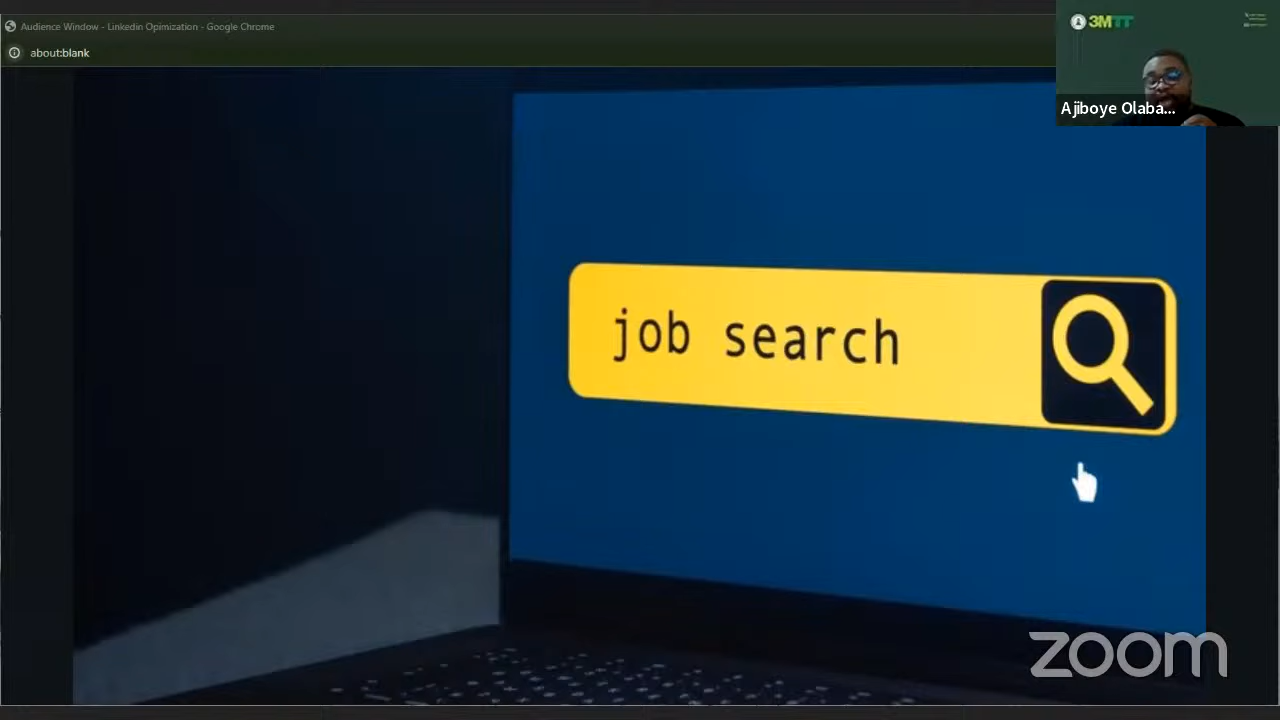 Audience Window - Linkedin Opimization - Google Chrome
about:blank
3MTT
Ajiboye Olaba...
job search
zoom